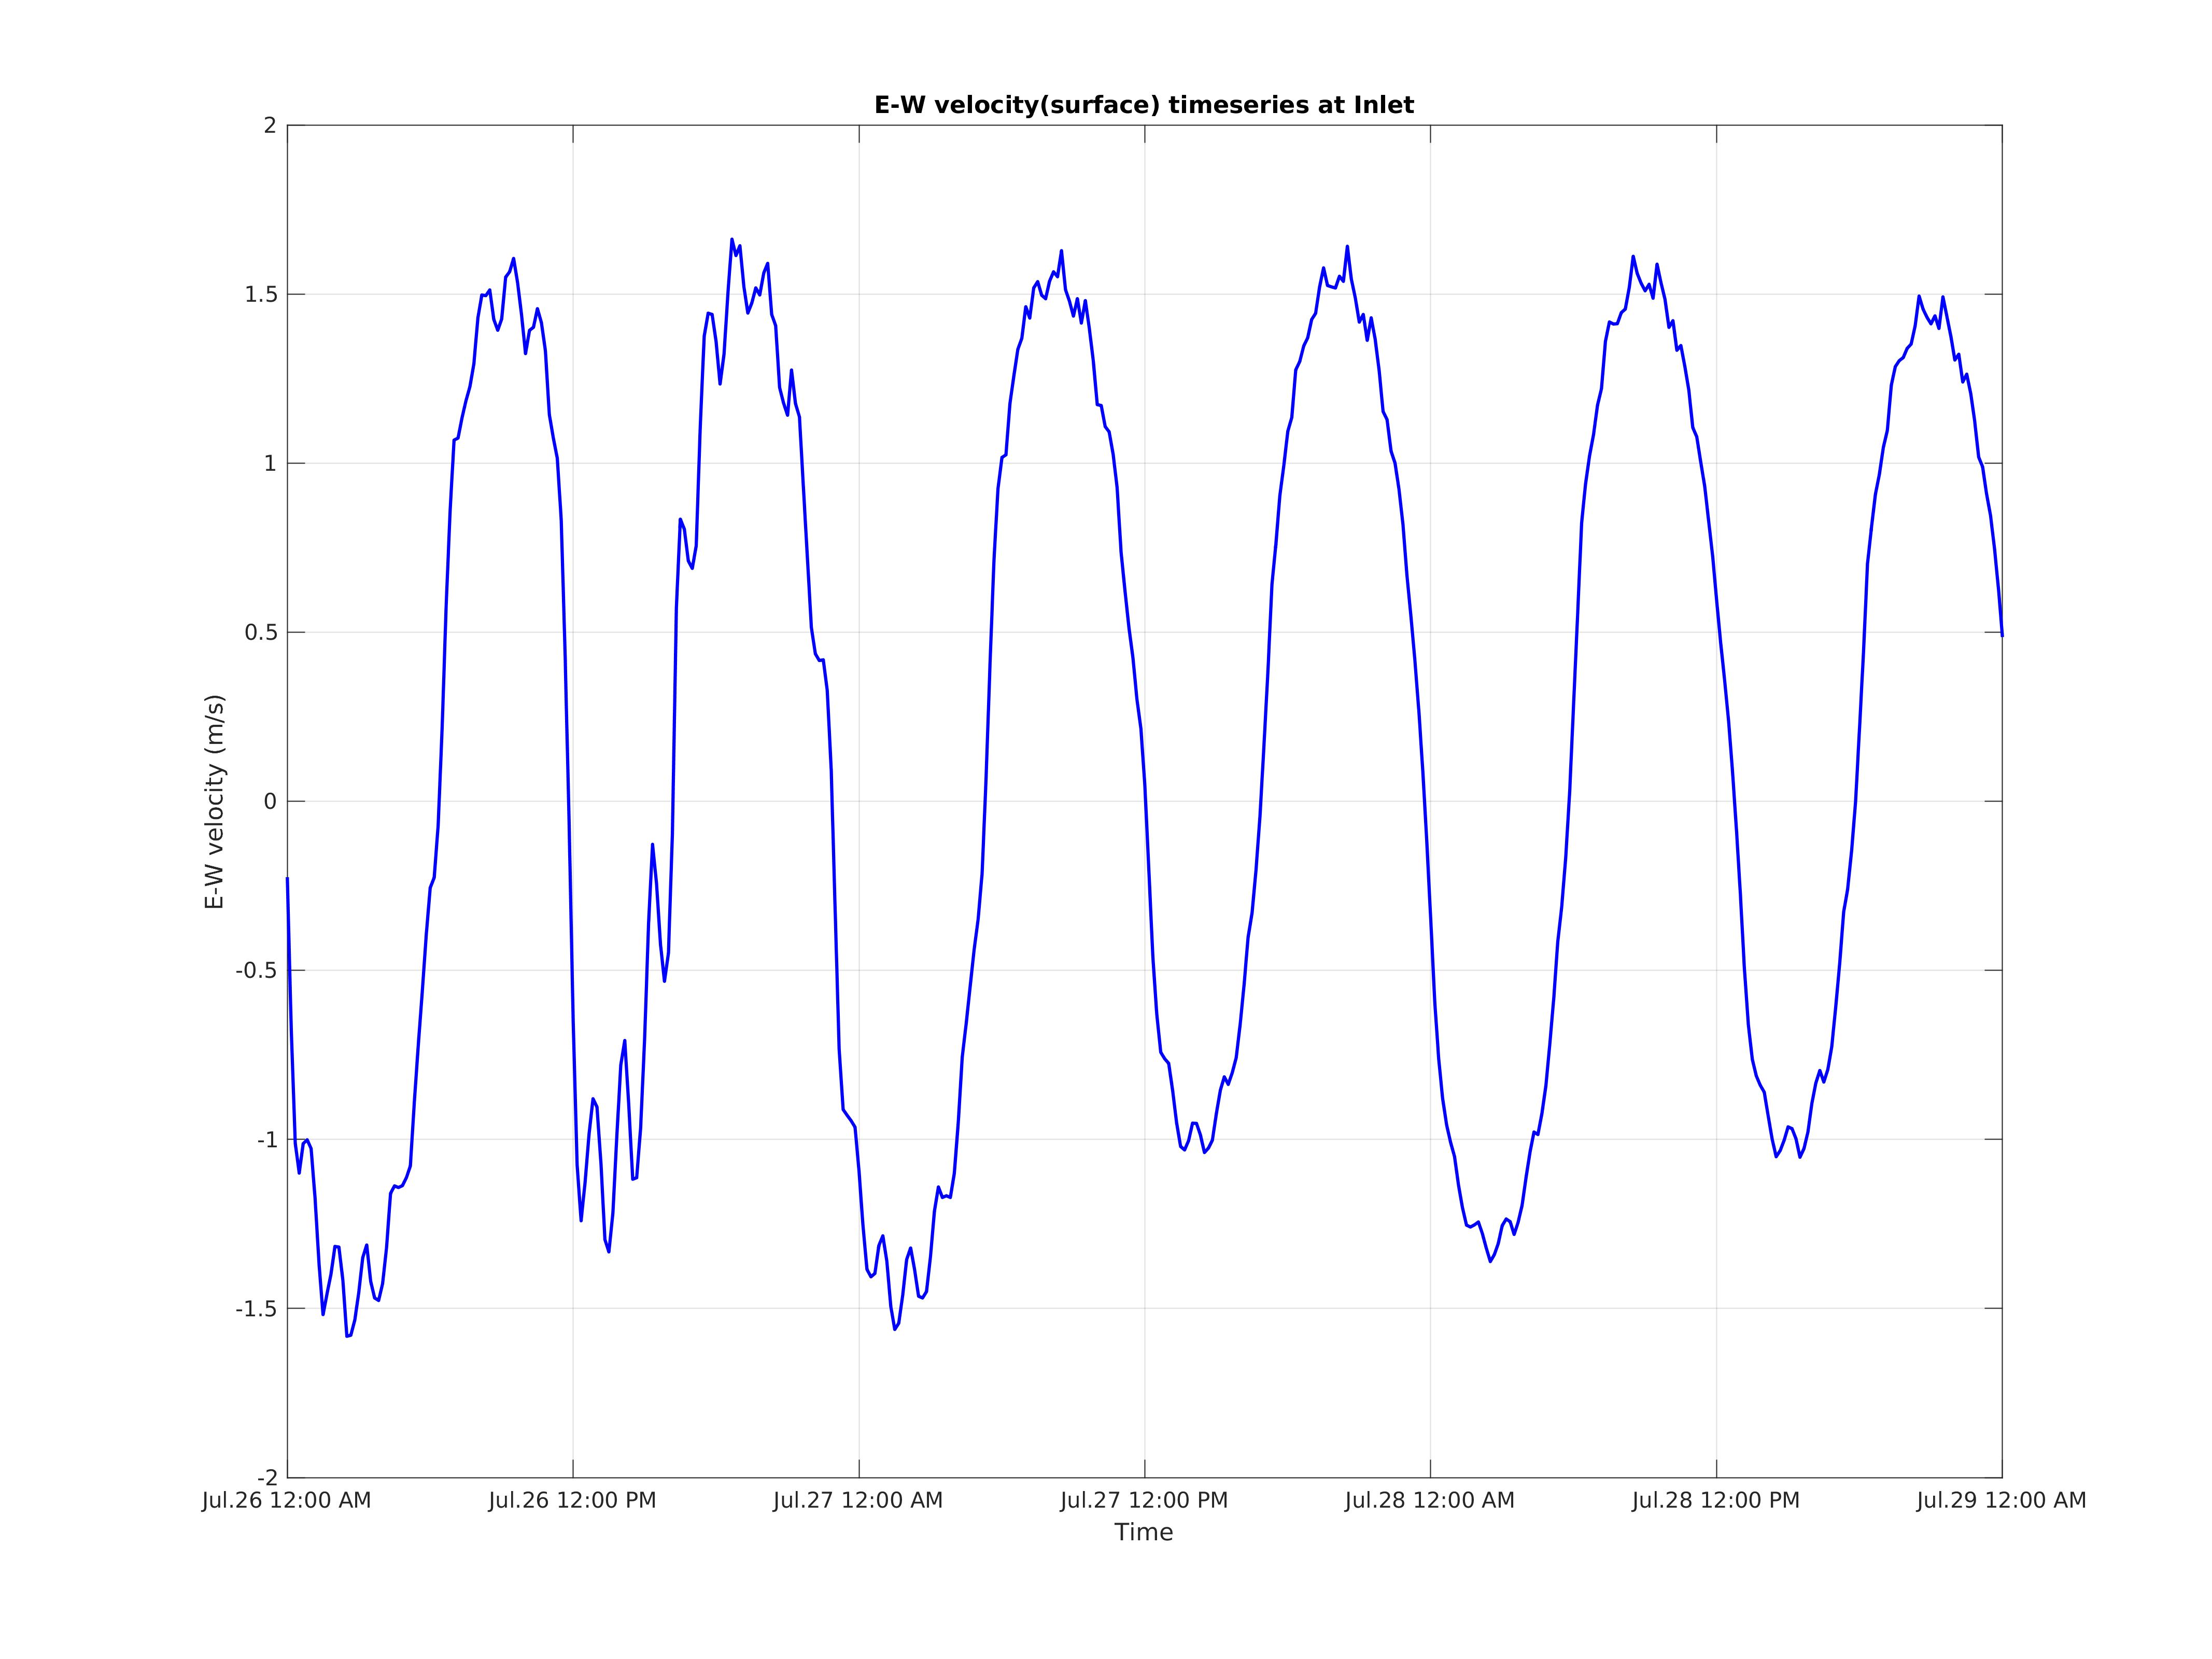 E-W velocity(surface) timeseries at Inlet
2
1.5
1
0.5
0
-0.5
-1
-1.5
-2
E-W velocity (m/s)
Jul.26 12:00 AM Jul.26 12:00 PM Jul.27 12:00 AM Jul.27 12:00 PM Jul.28 12:00 AM Jul.28 12:00 PM Jul.29 12:00 AM
Time